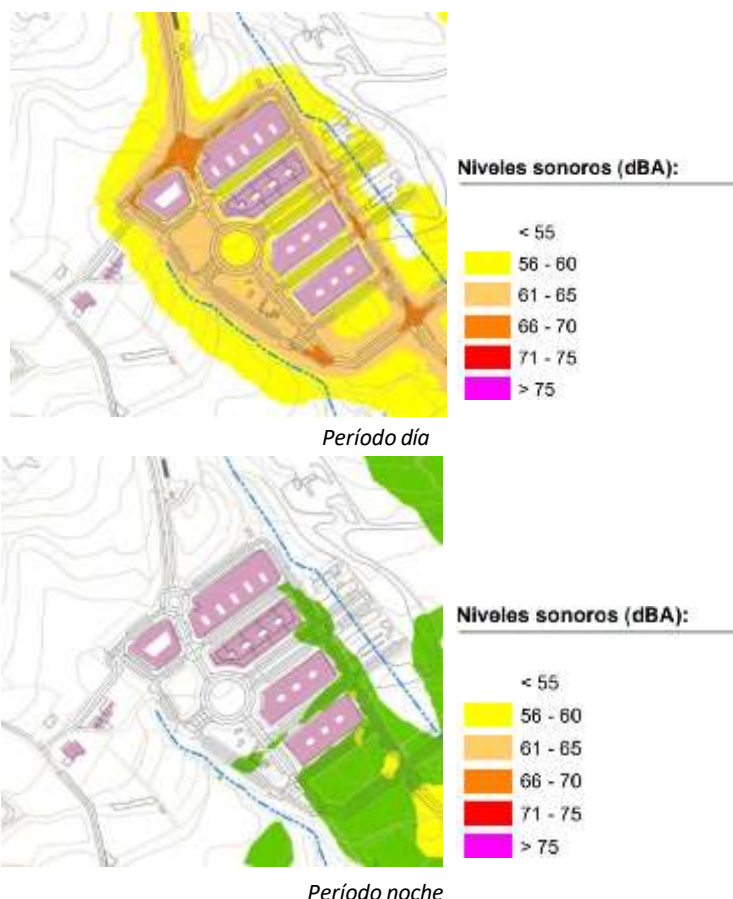 Niveles sonoros (dBA):
< 55
56 - 60
61 - 65
66 - 70
71 - 75
> 75
Período día
Niveles sonoros (dBA):
< 55
56 - 60
61 - 65
66 - 70
71 - 75
> 75
Período noche